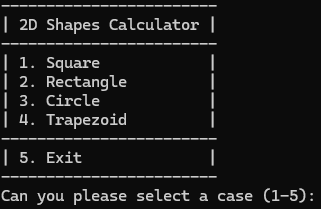 ------------------------
| 2D Shapes Calculator |
------------------------
| 1. Square            |
| 2. Rectangle         |
| 3. Circle            |
| 4. Trapezoid         |
------------------------
| 5. Exit              |
------------------------
Can you please select a case (1-5):